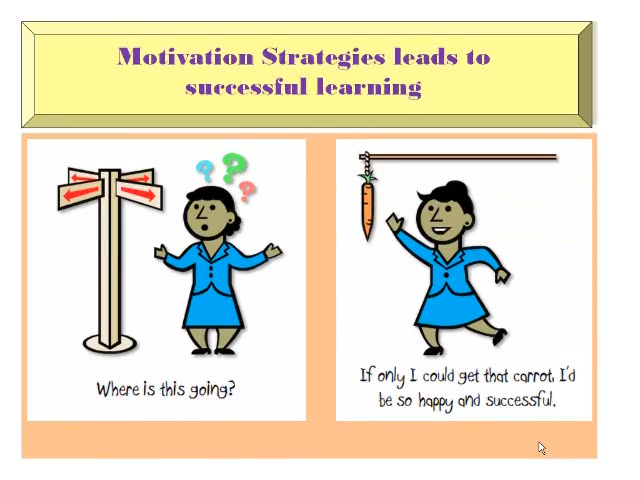 Motivation Strategies leads to
successful learning
? ? ?
Where is this going?
If only I could get that carrot, I'd
be so happy and successful.